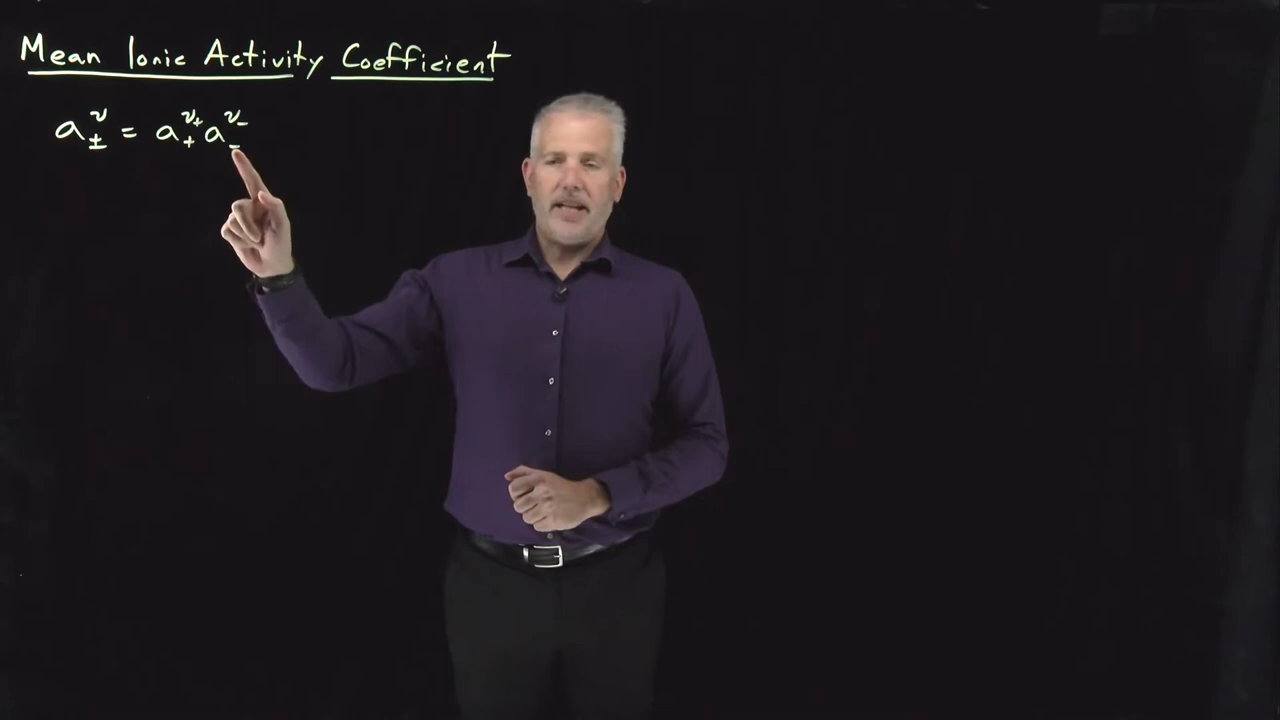 Mean Ionic Activity Coefficient
a±^ν = a₊^ν₊ a₋^ν₋